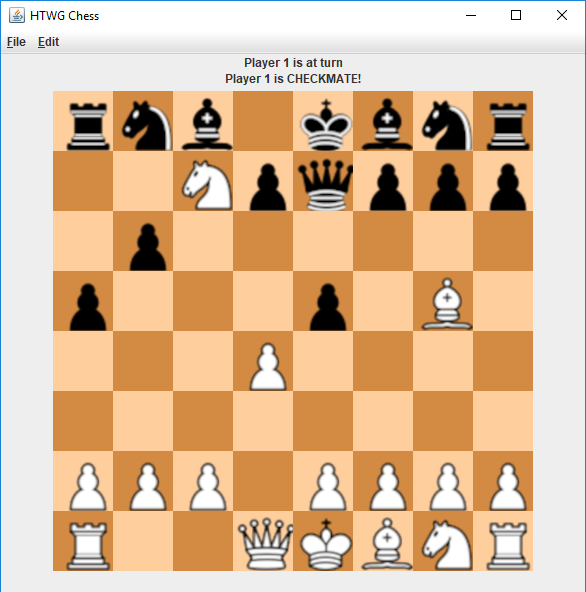 HTWG Chess
File Edit
Player 1 is at turn
Player 1 is CHECKMATE!